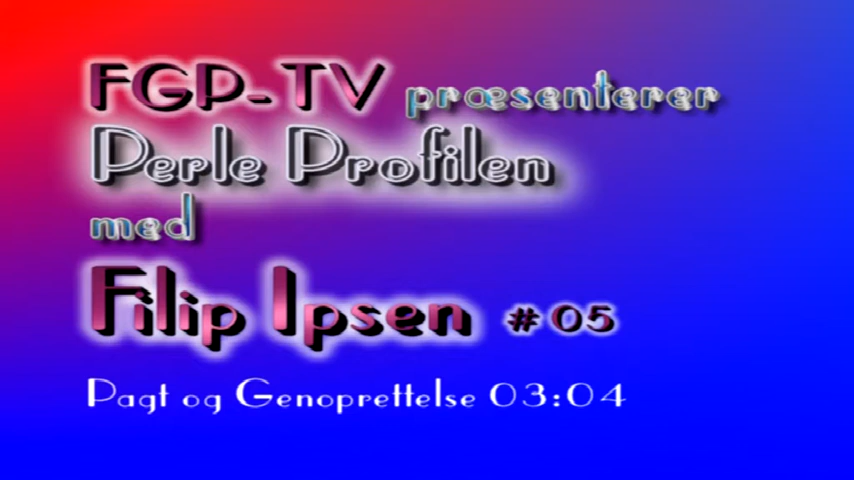 FGP-TV præsenterer
Perle Profilen
med
Filip Ipsen #05
Pagt og Genoprettelse 03:04